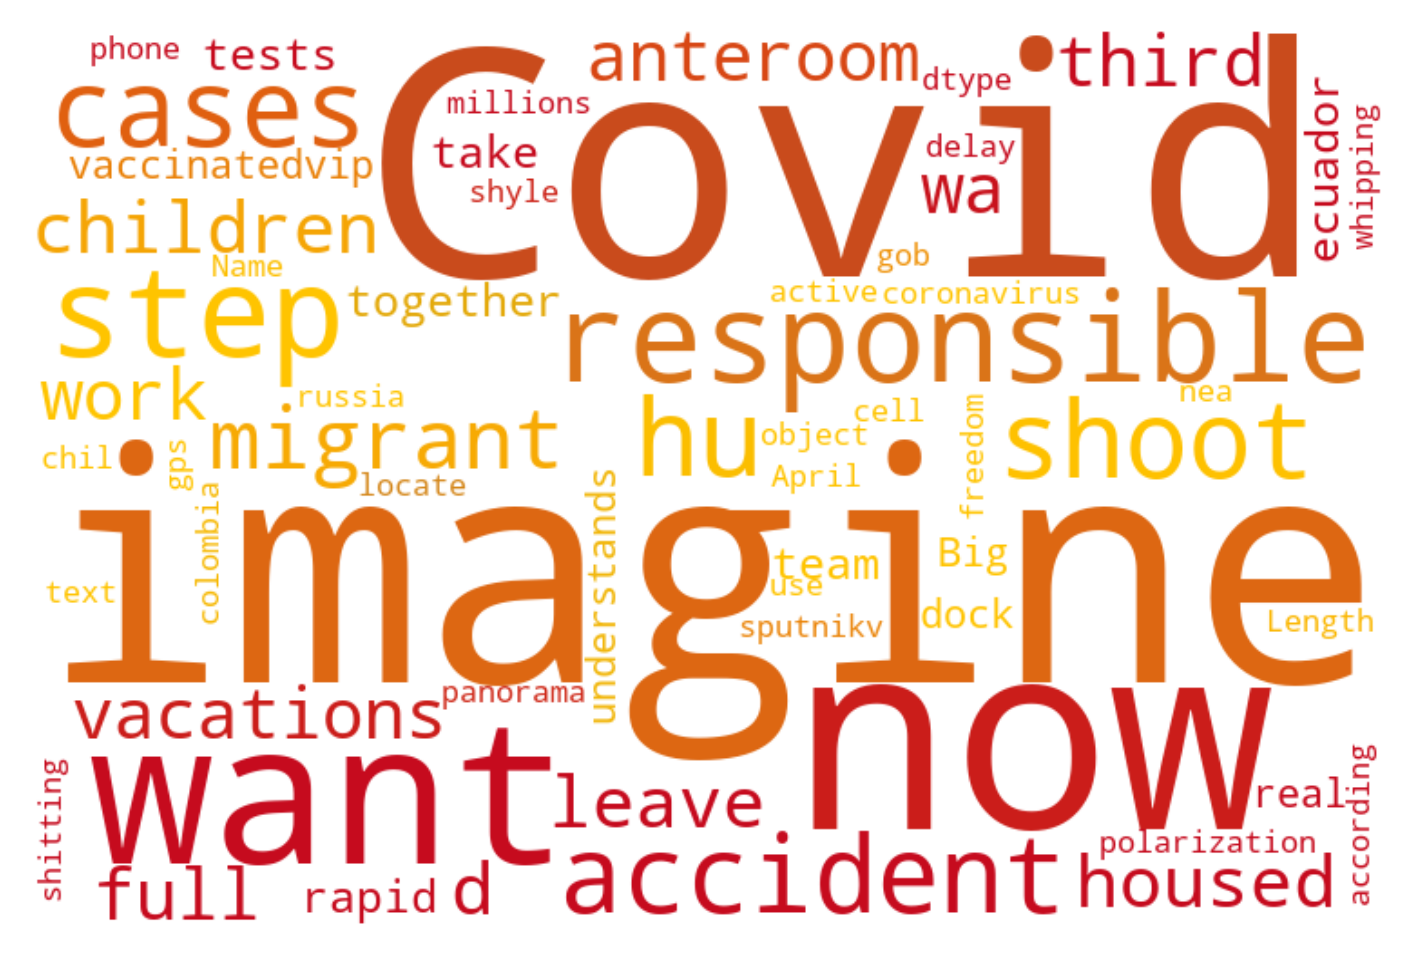 phone
tests
Covid
anteroom
third
dtype
cases
millions
ecuador
whipping
vaccinatedvip
take
delay
shyle
wa
children
Name
gob
step
together
active
coronavirus
responsible
work
russia
nea
migrant
hu
cell
shoot
object
freedom
chil
gps
locate
April
imagine
colombia
understands
team
Big
use
text
sputnikv
dock
Length
vacations
panorama
now
want
leave
real
according
shitting
accident
polarization
full
rapid
d
housed